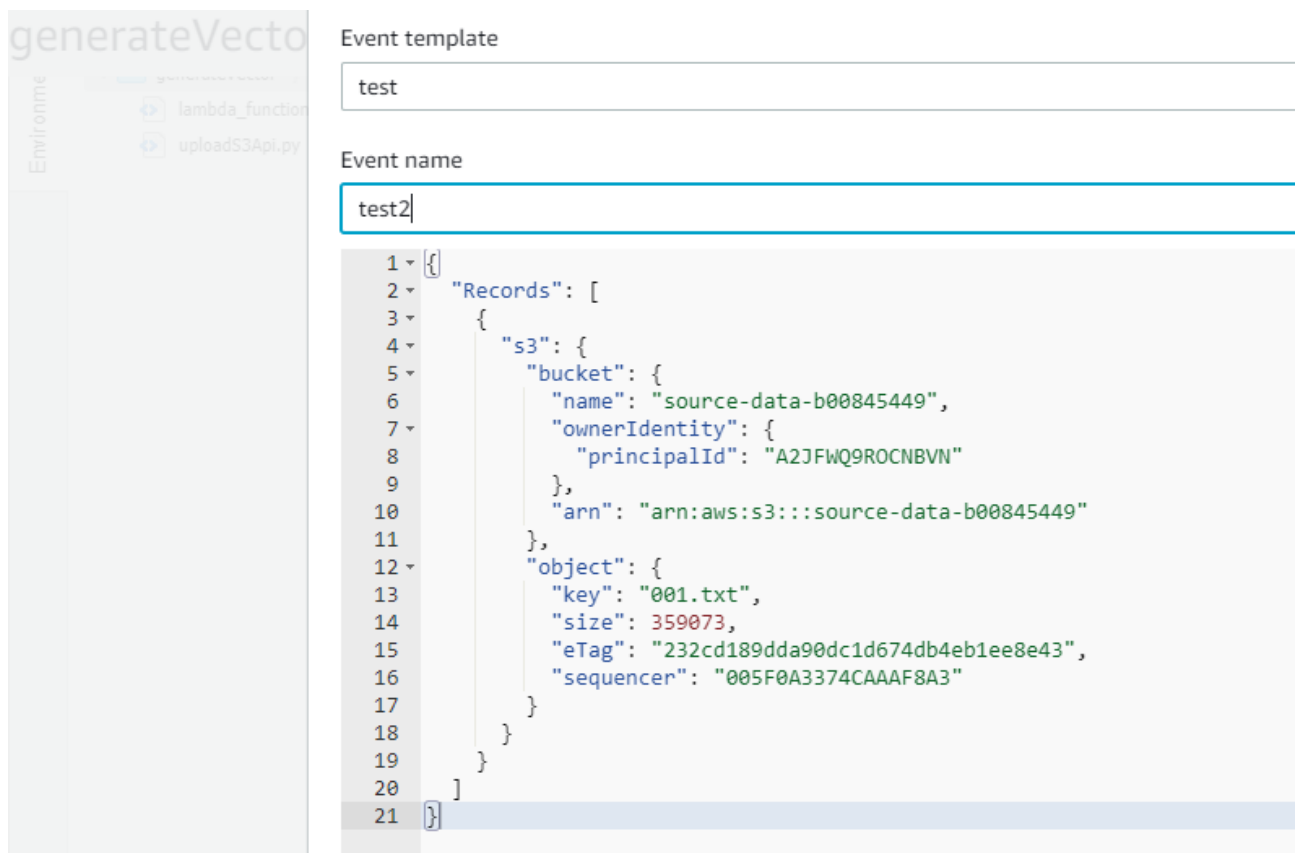 generateVecto
Environme
generateVector
lambda_function
uploadS3Api.py
Event template
test
Event name
test2
1 {
2 "Records": [
3 {
4 "s3": {
5 "bucket": {
6 "name": "source-data-b00845449",
7 "ownerIdentity": {
8 "principalId": "A2JFWQ9ROCNBVN"
9 },
10 "arn": "arn:aws:s3:::source-data-b00845449"
11 },
12 "object": {
13 "key": "001.txt",
14 "size": 359073,
15 "eTag": "232cd189dda90dc1d674db4eb1ee8e43",
16 "sequencer": "005F0A3374CAAAF8A3"
17 }
18 }
19 }
20 ]
21 }